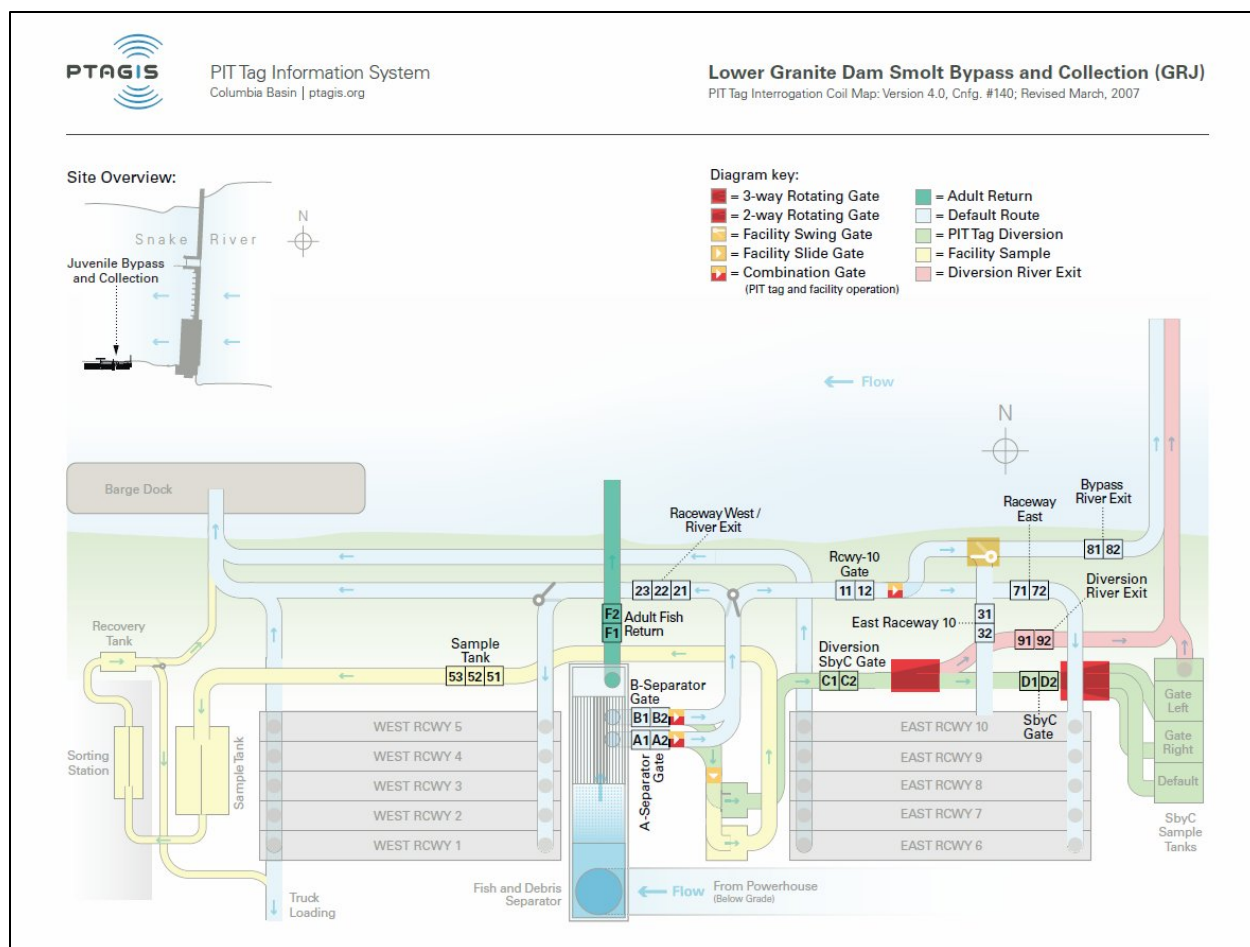 PTAGIS
PIT Tag Information System
Columbia Basin | ptagis.org
Lower Granite Dam Smolt Bypass and Collection (GRJ)
PIT Tag Interrogation Coil Map: Version 4.0, Cnfg. #140; Revised March, 2007
Site Overview:
N
Snake River
Juvenile Bypass
and Collection
Diagram key:
= 3-way Rotating Gate
= 2-way Rotating Gate
= Facility Swing Gate
= Facility Slide Gate
= Combination Gate
(PIT tag and facility operation)
= Adult Return
= Default Route
= PIT Tag Diversion
= Facility Sample
= Diversion River Exit
Flow
N
Barge Dock
Raceway West /
River Exit
23 22 21
Rcwy-10
Gate
11 12
Raceway
East
71 72
Bypass
River Exit
81 82
Diversion
River Exit
91 92
East Raceway 10
31
32
F2
F1
Adult Fish
Return
Recovery
Tank
Sample
Tank
53 52 51
Diversion
SbyC Gate
C1 C2
D1 D2
SbyC
Gate
B-Separator
Gate
B1 B2
A1 A2
A-Separator
Gate
Gate
Left
Gate
Right
Default
SbyC
Sample
Tanks
Sorting
Station
Sample Tank
WEST RCWY 5
WEST RCWY 4
WEST RCWY 3
WEST RCWY 2
WEST RCWY 1
EAST RCWY 10
EAST RCWY 9
EAST RCWY 8
EAST RCWY 7
EAST RCWY 6
Truck
Loading
Fish and Debris
Separator
Flow
From Powerhouse
(Below Grade)